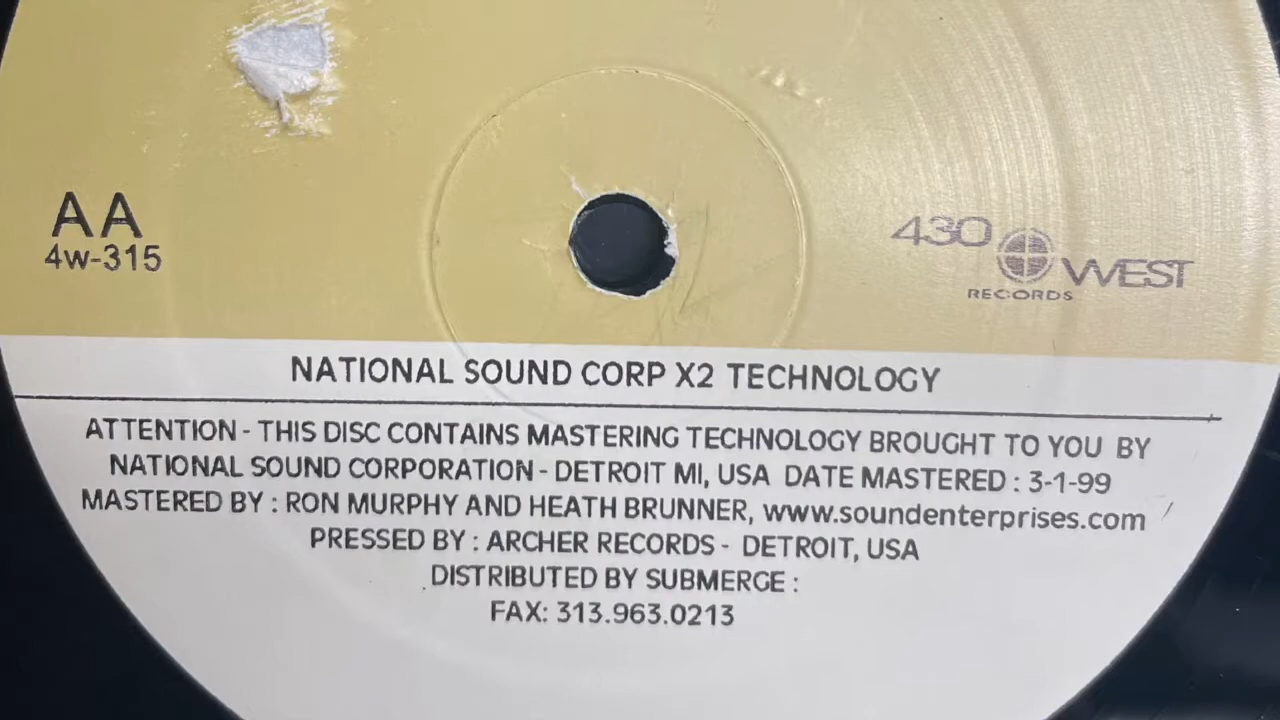 AA
4w-315
430 WEST
RECORDS
NATIONAL SOUND CORP X2 TECHNOLOGY
ATTENTION - THIS DISC CONTAINS MASTERING TECHNOLOGY BROUGHT TO YOU BY
NATIONAL SOUND CORPORATION - DETROIT MI, USA DATE MASTERED : 3-1-99
MASTERED BY : RON MURPHY AND HEATH BRUNNER, www.soundenterprises.com
PRESSED BY : ARCHER RECORDS - DETROIT, USA
DISTRIBUTED BY SUBMERGE :
FAX: 313.963.0213